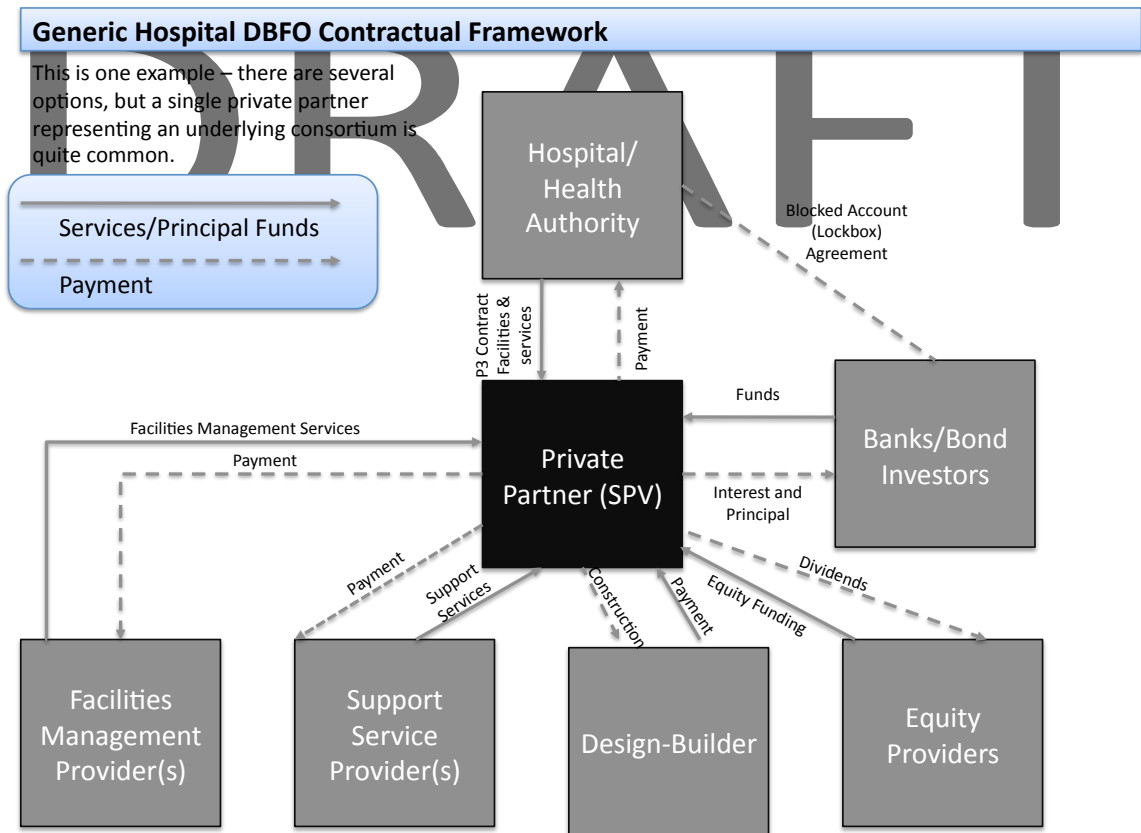 Generic Hospital DBFO Contractual Framework
DRAFT
This is one example – there are several
options, but a single private partner
representing an underlying consortium is
quite common.
Services/Principal Funds
Payment
Hospital/
Health
Authority
Blocked Account
(Lockbox)
Agreement
P3 Contract
Facilities &
services
Payment
Funds
Banks/Bond
Investors
Interest and
Principal
Private
Partner (SPV)
Facilities Management Services
Payment
Payment
Support
Services
Construction
Payment
Equity Funding
Dividends
Facilities
Management
Provider(s)
Support
Service
Provider(s)
Design-Builder
Equity
Providers